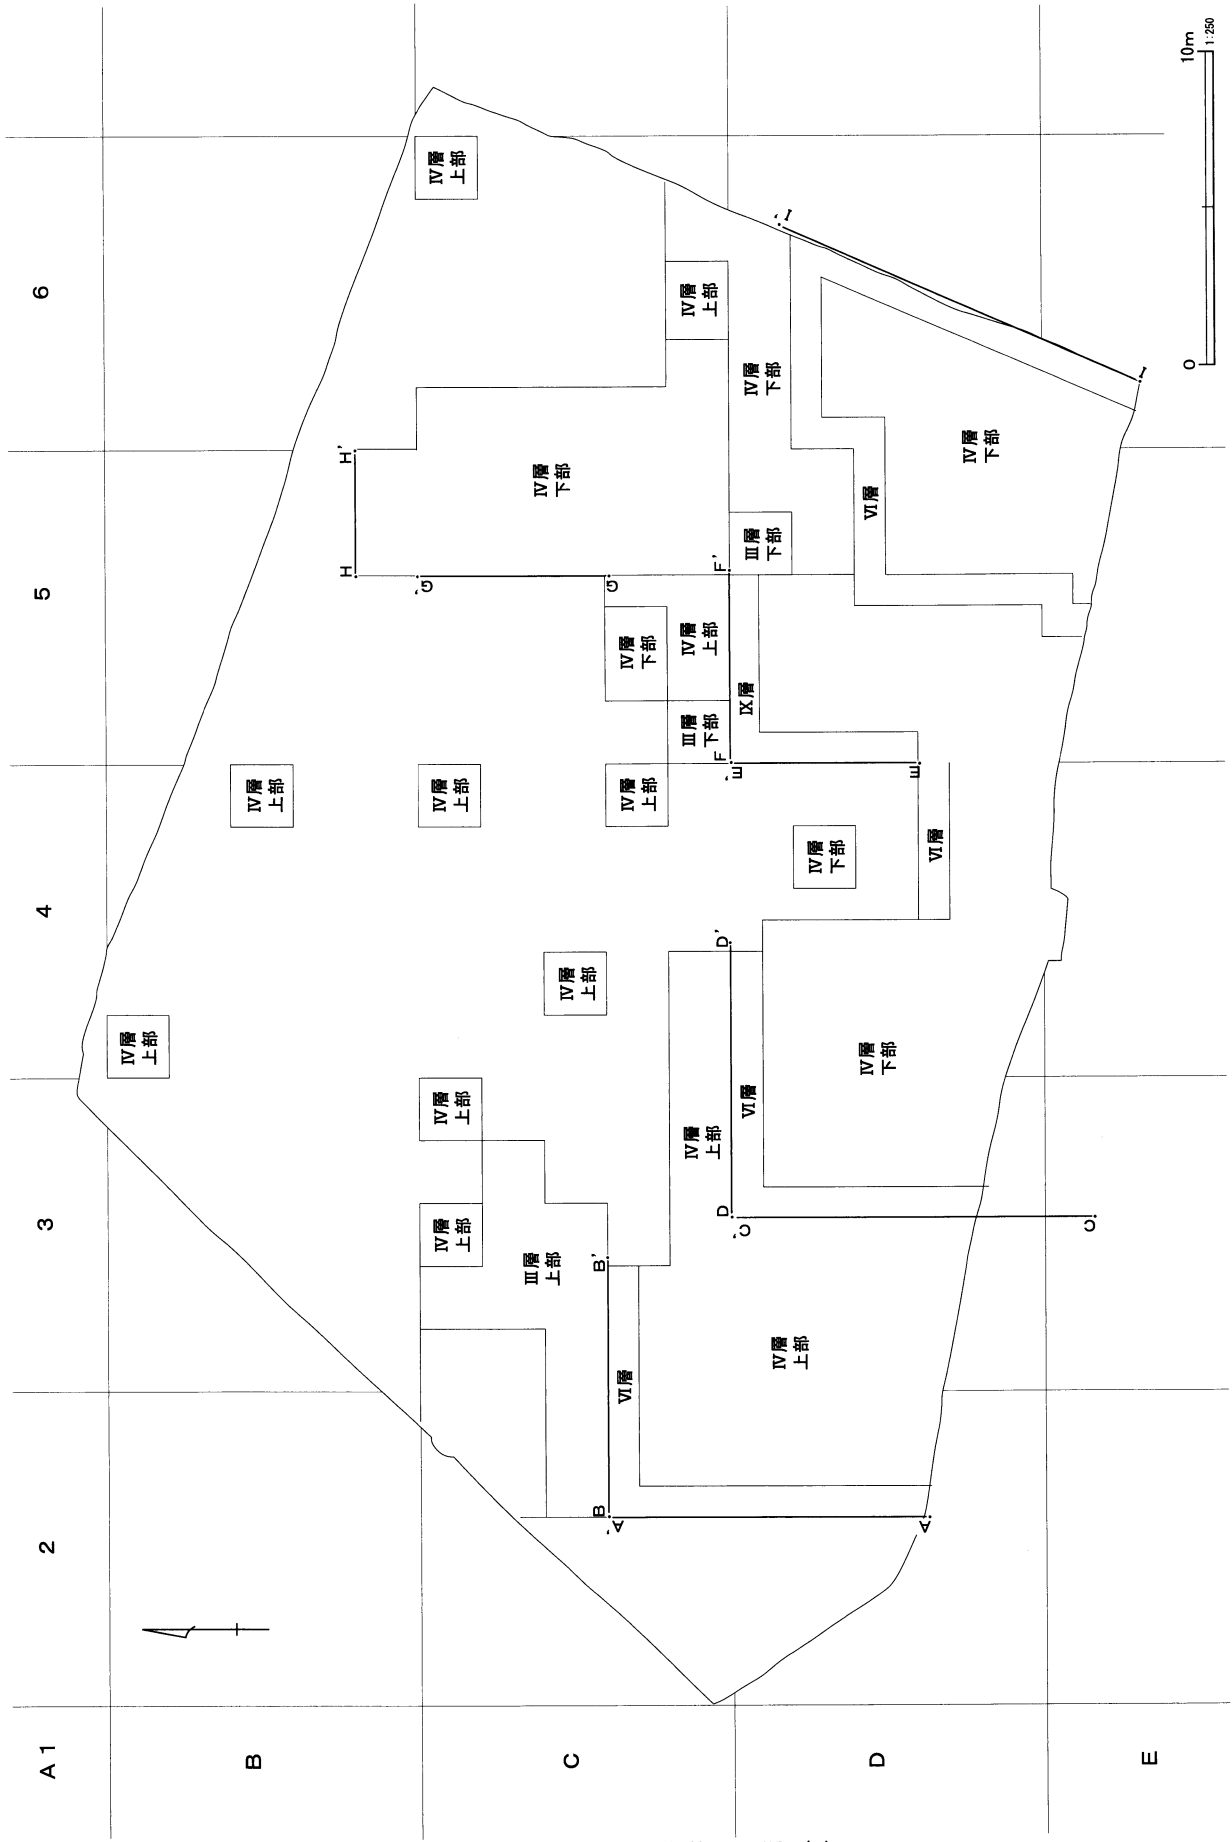 A 1
2
3
4
5
6
B
Ⅳ層
上部
Ⅳ層
上部
H
H'
Ⅳ層
上部
Ⅳ層
上部
Ⅳ層
上部
Ⅳ層
上部
G'
C
Ⅲ層
上部
Ⅳ層
上部
Ⅳ層
下部
B
B'
G
A'
Ⅵ層
Ⅳ層
上部
Ⅳ層
下部
Ⅳ層
上部
Ⅲ層
下部
Ⅳ層
上部
Ⅳ層
上部
D
D'
F
F'
C'
E'
Ⅵ層
Ⅸ層
Ⅲ層
下部
Ⅳ層
下部
I'
Ⅳ層
上部
Ⅳ層
下部
D
Ⅳ層
下部
Ⅵ層
A
E
Ⅵ層
Ⅳ層
下部
C
I
E
0
10m
1:250